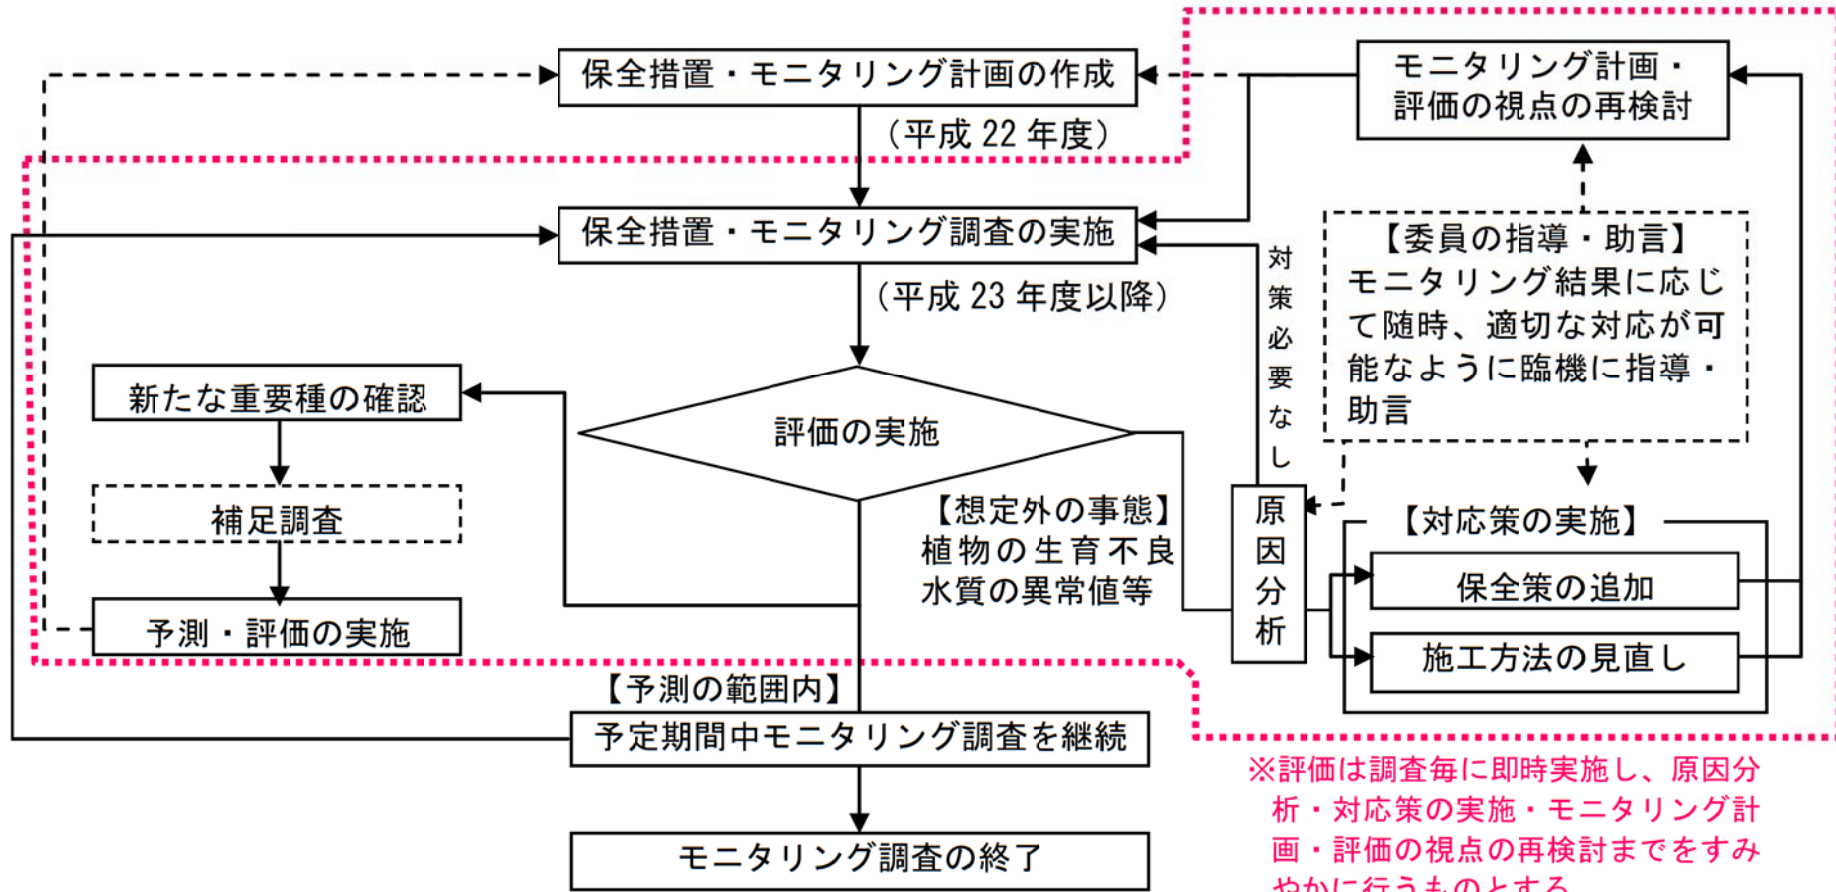 保全措置・モニタリング計画の作成
（平成 22 年度）
モニタリング計画・
評価の視点の再検討
保全措置・モニタリング調査の実施
（平成 23 年度以降）
対策必要なし
【委員の指導・助言】
モニタリング結果に応じ
て随時、適切な対応が可
能なように臨機に指導・
助言
新たな重要種の確認
評価の実施
補足調査
【想定外の事態】
植物の生育不良
水質の異常値等
原因分析
【対応策の実施】
保全策の追加
施工方法の見直し
予測・評価の実施
【予測の範囲内】
予定期間中モニタリング調査を継続
モニタリング調査の終了
※評価は調査毎に即時実施し、原因分
析・対応策の実施・モニタリング計
画・評価の視点の再検討までをすみ
やかに行うものとする